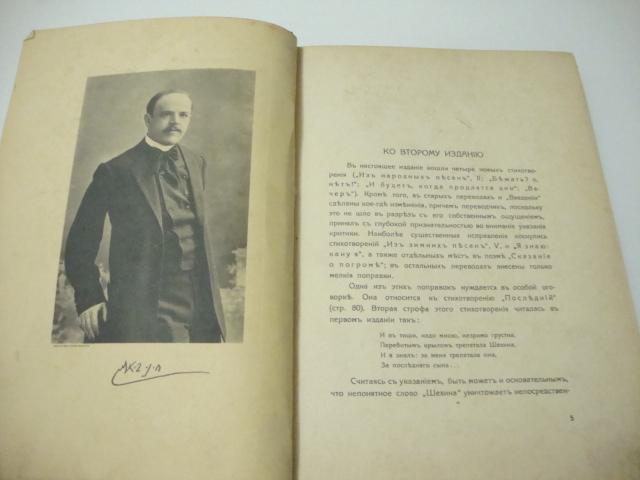 КО ВТОРОМУ ИЗДАНІЮ
Въ настоящее изданіе вошли четыре новыхъ стихотво-
ренія („Изъ народныхъ пѣсенъ“, II; „Бѣжать? о,
нѣтъ!“; „И будетъ, когда продлятся дни“; „Ве-
черъ“). Кромѣ того, въ старыхъ переводахъ и „Введеніи“
сдѣланы кое-гдѣ измѣненія, причемъ переводчикъ, поскольку
это не шло въ разрѣзъ съ его собственнымъ ощущеніемъ,
принялъ съ глубокой признательностью во вниманіе указанія
критики. Наиболѣе существенныя исправленія коснулись
стихотвореній „Изъ зимнихъ пѣсенъ“, V, и „Я знаю:
кану я“, а также отдѣльныхъ мѣстъ въ поэмѣ „Сказаніе
о погромѣ“; въ остальныхъ переводахъ внесены только
мелкія поправки.
Одна изъ этихъ поправокъ нуждается въ особой ого-
воркѣ. Она относится къ стихотворенію „Послѣдній“
(стр. 80). Вторая строфа этого стихотворенія читалась въ
первомъ изданіи такъ:
И въ тиши, надо мною, незримо грустна,
Перебитымъ крыломъ трепетала Шехина,
И я зналъ: за меня трепетала она,
За послѣдняго сына...
Считаясь съ указаніемъ, быть можетъ и основательнымъ,
что непонятное слово „Шехина“ уничтожаетъ непосредствен-
5